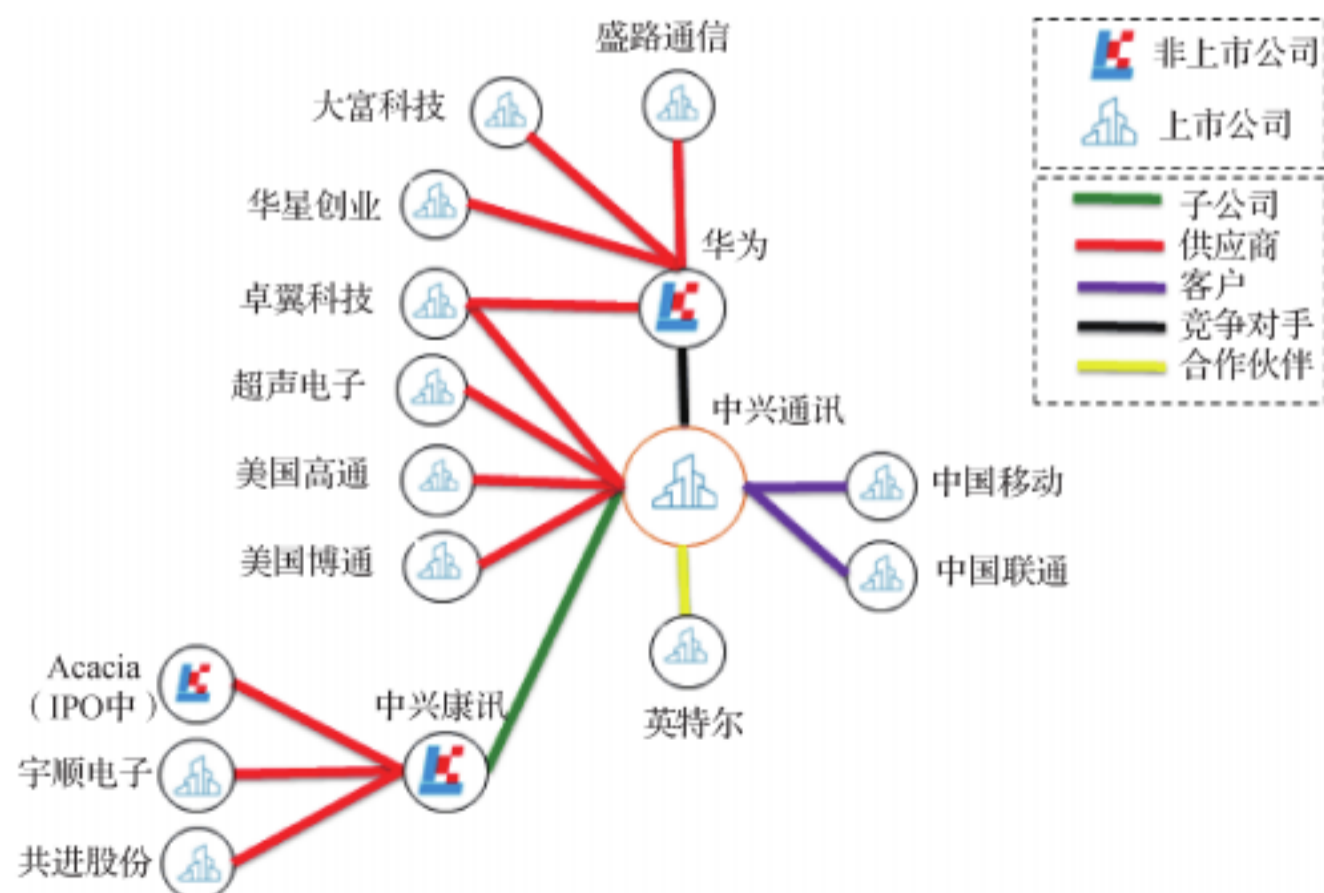 盛路通信
非上市公司
大富科技
上市公司
华星创业
子公司
华为
供应商
卓翼科技
客户
竞争对手
超声电子
合作伙伴
中兴通讯
美国高通
中国移动
美国博通
中国联通
Acacia
（IPO中）
中兴康讯
英特尔
宇顺电子
共进股份